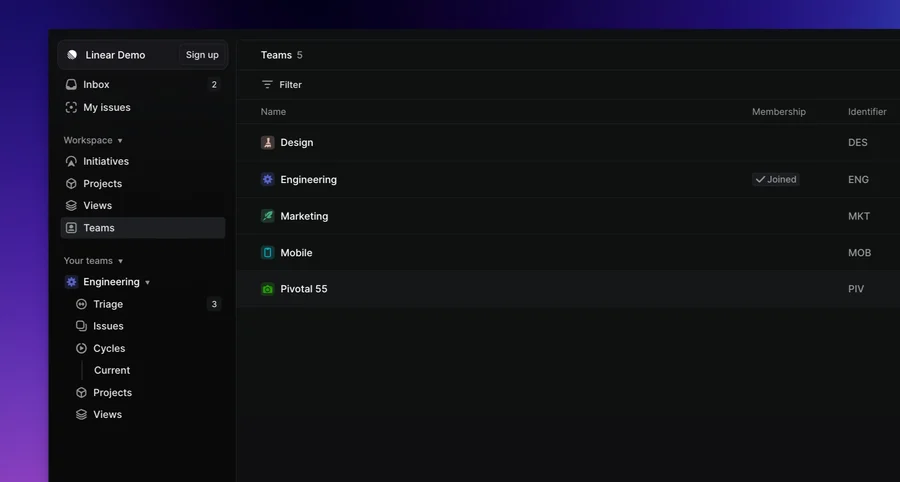 Linear Demo
Sign up
Inbox 2
My issues
Workspace
Initiatives
Projects
Views
Teams
Your teams
Engineering
Triage 3
Issues
Cycles
Current
Projects
Views
Teams 5
Filter
Name Membership Identifier
Design DES
Engineering Joined ENG
Marketing MKT
Mobile MOB
Pivotal 55 PIV